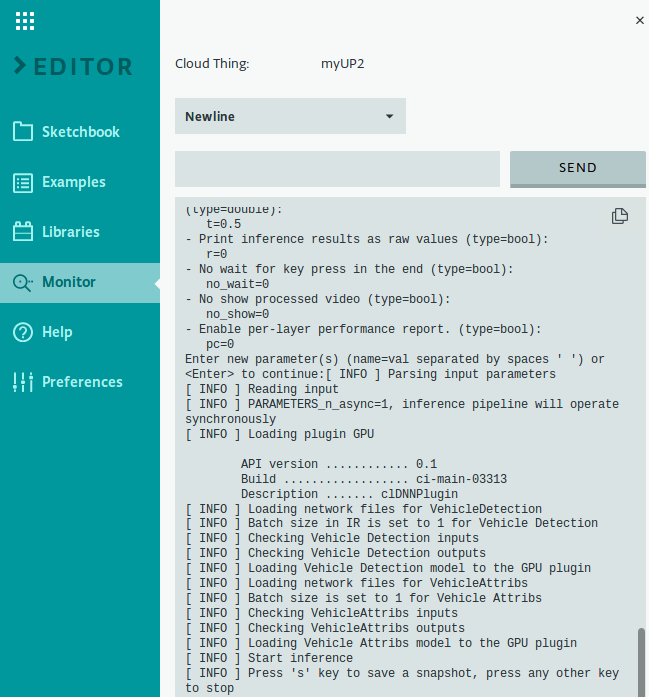 EDITOR
Sketchbook
Examples
Libraries
Monitor
Help
Preferences
Cloud Thing: myUP2
Newline
SEND
(type=double):
t=0.5
- Print inference results as raw values (type=bool):
r=0
- No wait for key press in the end (type=bool):
no_wait=0
- No show processed video (type=bool):
no_show=0
- Enable per-layer performance report. (type=bool):
pc=0
Enter new parameter(s) (name=val separated by spaces ' ') or
<Enter> to continue:[ INFO ] Parsing input parameters
[ INFO ] Reading input
[ INFO ] PARAMETERS_n_async=1, inference pipeline will operate
synchronously
[ INFO ] Loading plugin GPU
API version ............ 0.1
Build .................. ci-main-03313
Description ....... clDNNPlugin
[ INFO ] Loading network files for VehicleDetection
[ INFO ] Batch size in IR is set to 1 for Vehicle Detection
[ INFO ] Checking Vehicle Detection inputs
[ INFO ] Checking Vehicle Detection outputs
[ INFO ] Loading Vehicle Detection model to the GPU plugin
[ INFO ] Loading network files for VehicleAttribs
[ INFO ] Batch size is set to 1 for Vehicle Attribs
[ INFO ] Checking VehicleAttribs inputs
[ INFO ] Checking VehicleAttribs outputs
[ INFO ] Loading Vehicle Attribs model to the GPU plugin
[ INFO ] Start inference
[ INFO ] Press 's' key to save a snapshot, press any other key
to stop